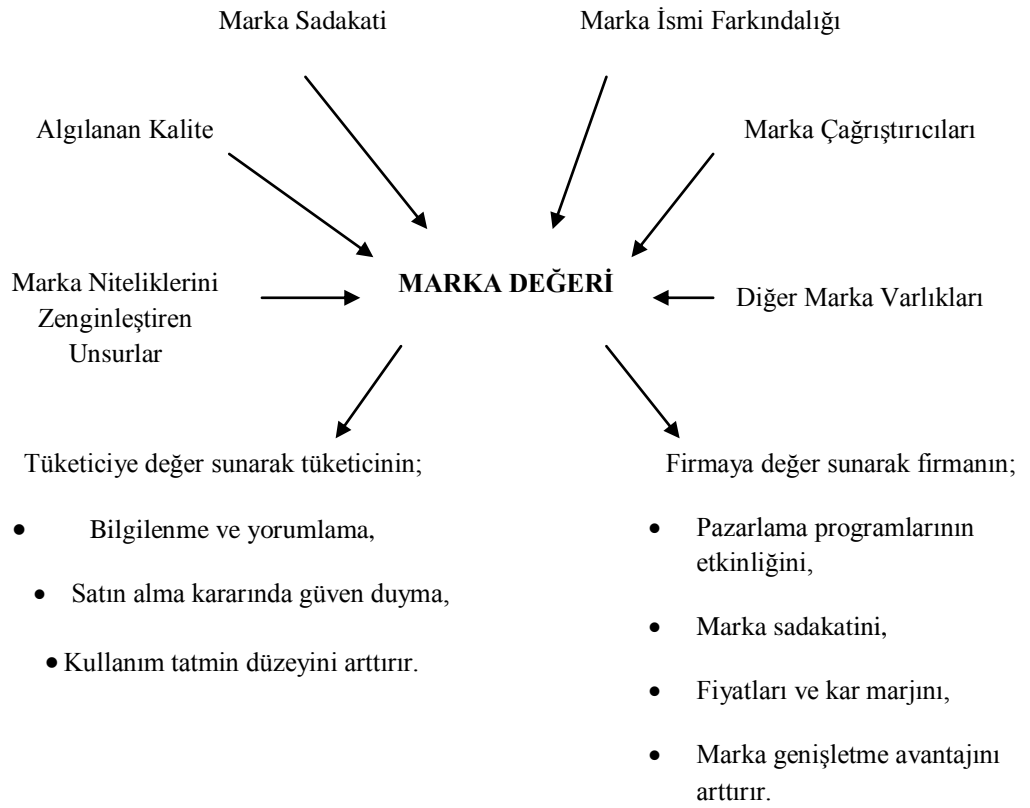 Marka Sadakati
Marka İsmi Farkındalığı
Algılanan Kalite
Marka Çağrıştırıcıları
MARKA DEĞERİ
Marka Niteliklerini
Zenginleştiren
Unsurlar
Diğer Marka Varlıkları
Tüketiciye değer sunarak tüketicinin;
• Bilgilenme ve yorumlama,
• Satın alma kararında güven duyma,
• Kullanım tatmin düzeyini arttırır.
Firmaya değer sunarak firmanın;
• Pazarlama programlarının
etkinliğini,
• Marka sadakatini,
• Fiyatları ve kar marjını,
• Marka genişletme avantajını
arttırır.